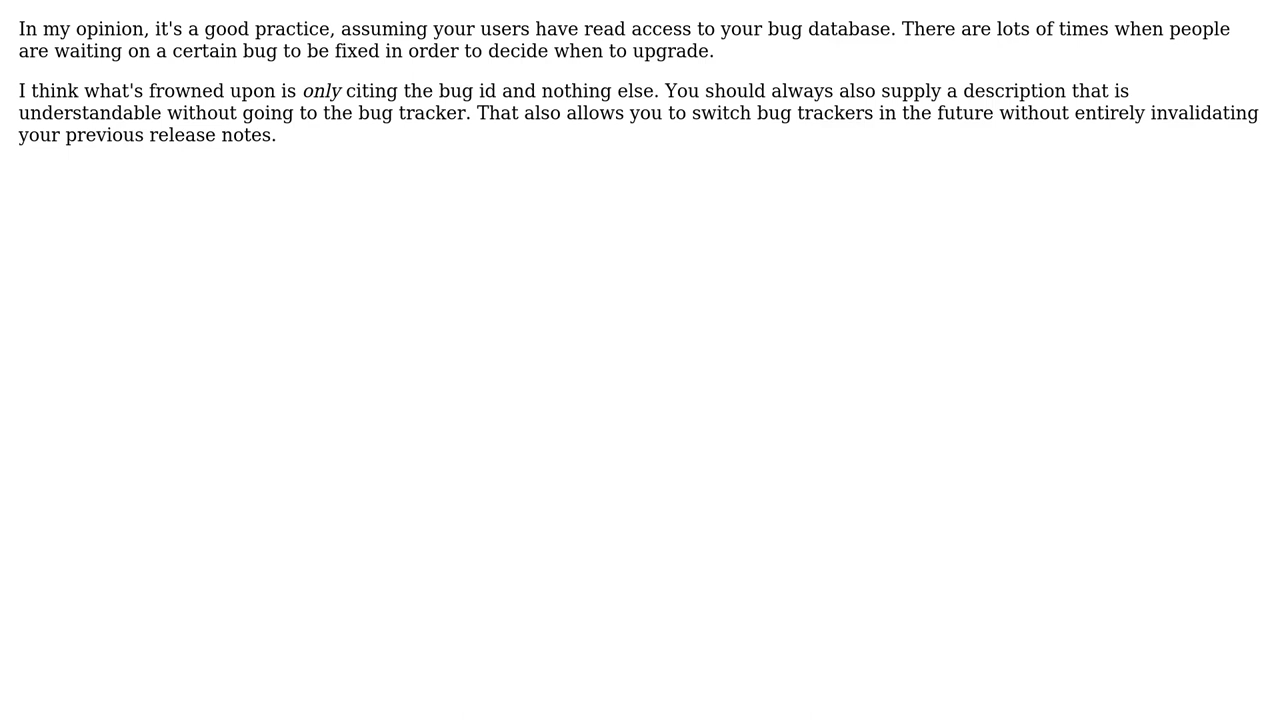 In my opinion, it's a good practice, assuming your users have read access to your bug database. There are lots of times when people
are waiting on a certain bug to be fixed in order to decide when to upgrade.
I think what's frowned upon is only citing the bug id and nothing else. You should always also supply a description that is
understandable without going to the bug tracker. That also allows you to switch bug trackers in the future without entirely invalidating
your previous release notes.